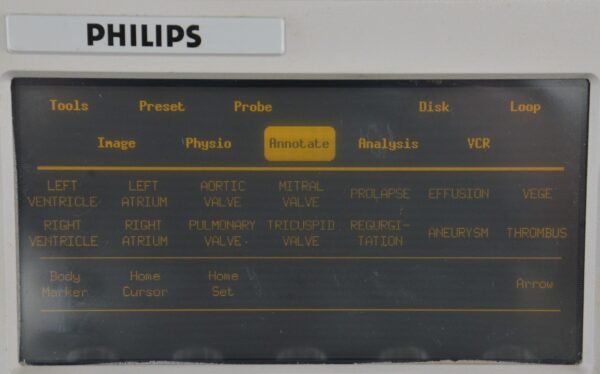 PHILIPS
Tools Preset Probe Disk Loop
Image Physio Annotate Analysis VCR
LEFT LEFT AORTIC MITRAL
VENTRICLE ATRIUM VALVE VALVE PROLAPSE EFFUSION VEGE
RIGHT RIGHT PULMONARY TRICUSPID REGURGI-
VENTRICLE ATRIUM VALVE VALVE TATION ANEURYSM THROMBUS
Body Home Home
Marker Cursor Set Arrow